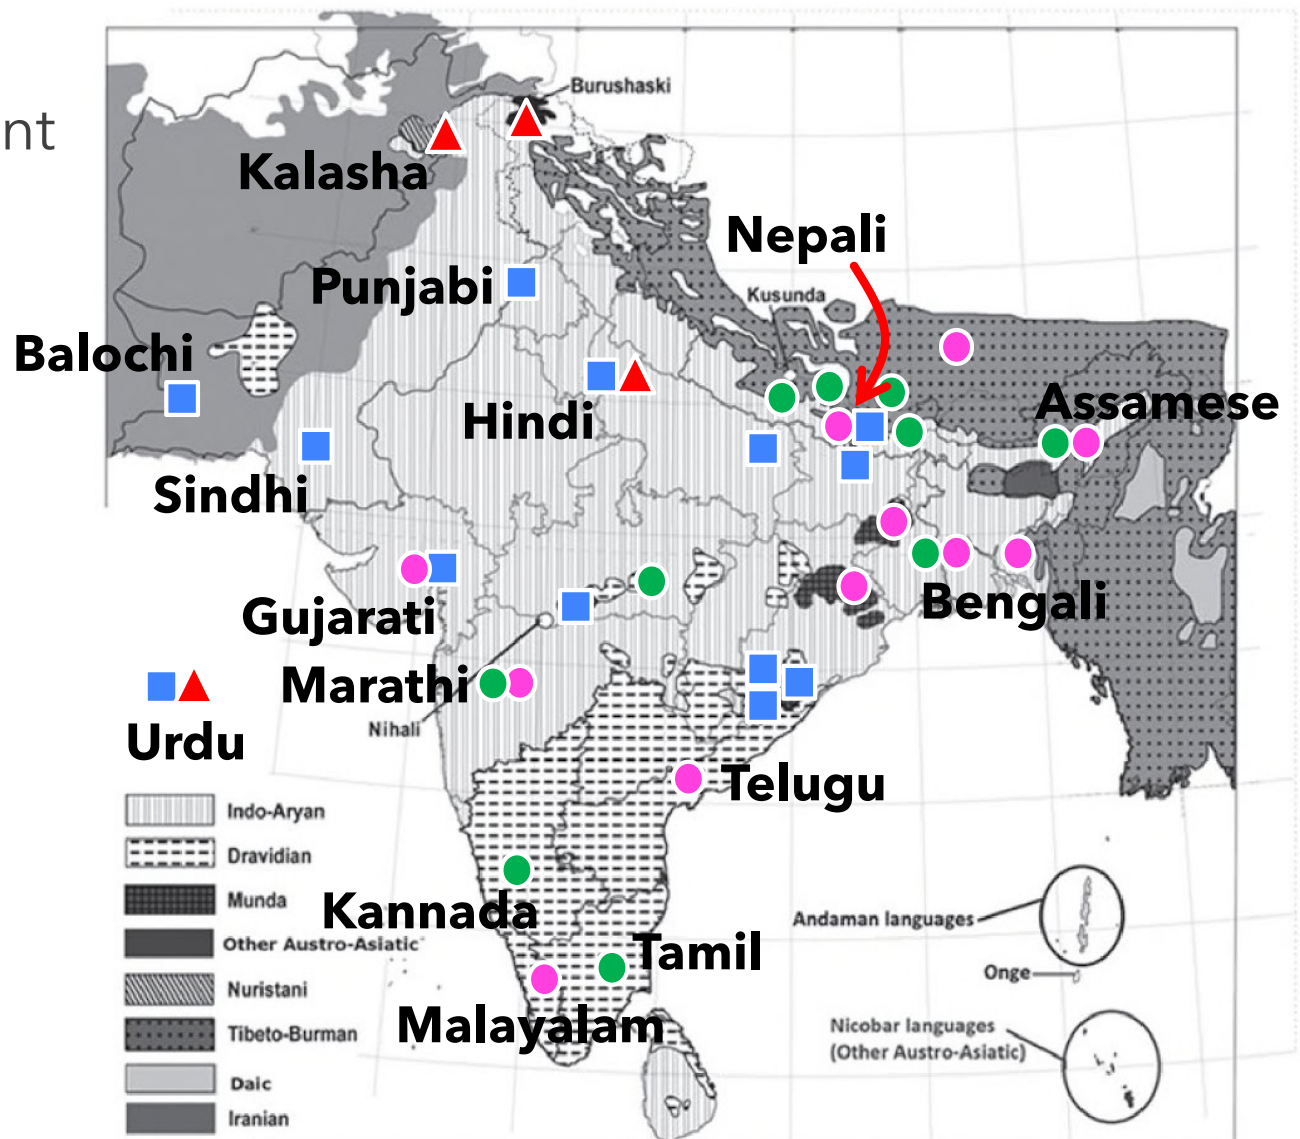 nt
Burushaski
Kalasha
Nepali
Punjabi
Kusunda
Balochi
Assamese
Hindi
Sindhi
Bengali
Gujarati
Marathi
Nihali
Urdu
Telugu
Indo-Aryan
Dravidian
Munda
Other Austro-Asiatic
Nuristani
Tibeto-Burman
Daic
Iranian
Kannada
Tamil
Malayalam
Andaman languages
Onge
Nicobar languages
(Other Austro-Asiatic)